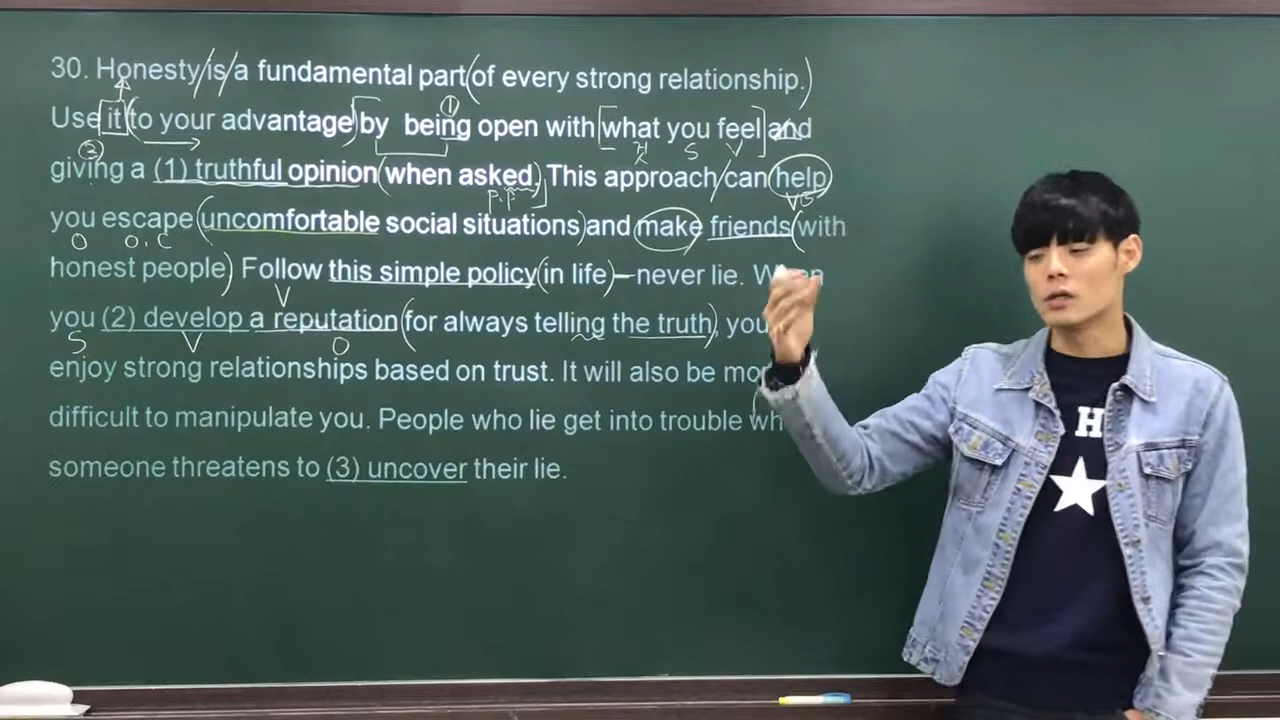 30. Honesty is a fundamental part of every strong relationship.
Use it to your advantage by being open with what you feel and
giving a (1) truthful opinion when asked. This approach can help
you escape uncomfortable social situations and make friends with
honest people. Follow this simple policy in life—never lie.
you (2) develop a reputation for always telling the truth, you
enjoy strong relationships based on trust. It will also be
difficult to manipulate you. People who lie get into trouble
someone threatens to (3) uncover their lie.
①
②
S
V
p.p
V
O
O
O.C
V
S
V
O
H